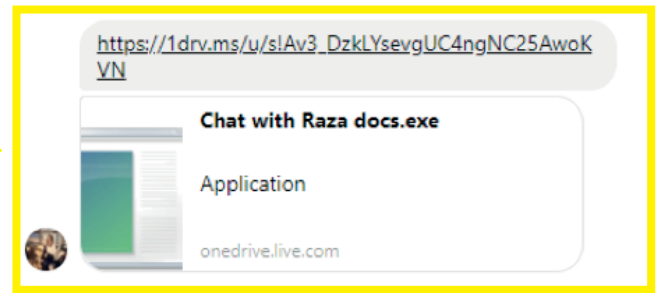 https://1drv.ms/u/s!Av3_DzkLYsevgUC4ngNC25AwoK
VN
Chat with Raza docs.exe
Application
onedrive.live.com